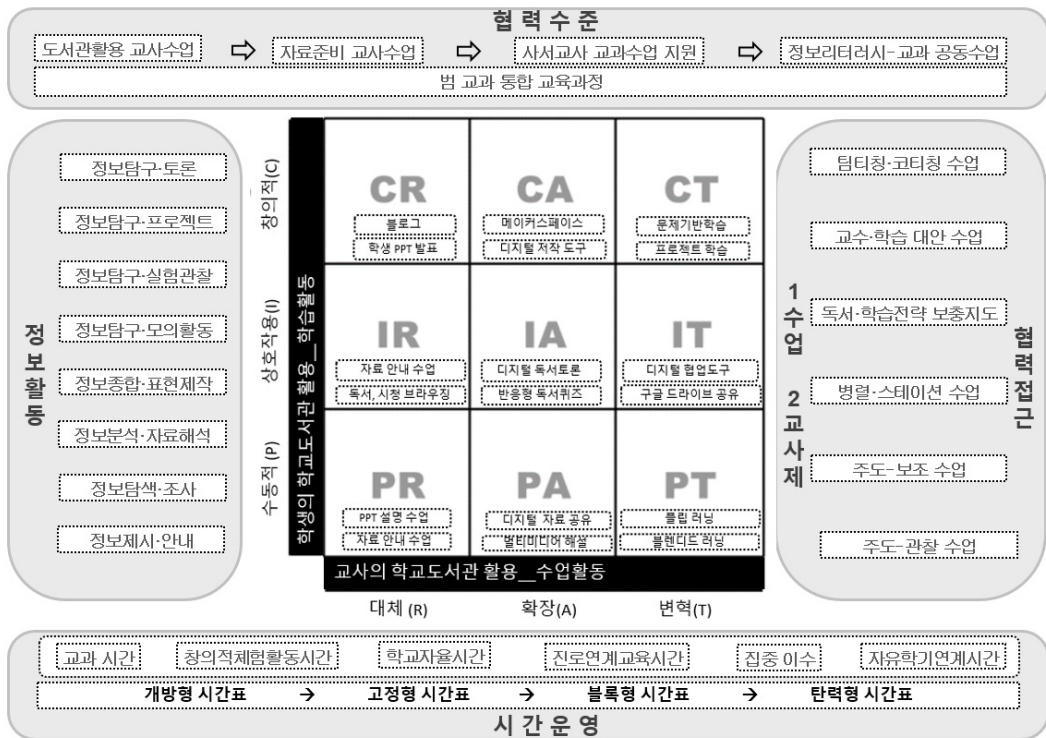 협력수준
도서관활용 교사수업 ⇨ 자료준비 교사수업 ⇨ 사서교사 교과수업 지원 ⇨ 정보리터러시-교과 공동수업
범 교과 통합 교육과정
정보활동
정보탐구·토론
정보탐구·프로젝트
정보탐구·실험관찰
정보탐구·모의활동
정보종합·표현제작
정보분석·자료해석
정보탐색·조사
정보제시·안내
창의적(C)
상호작용(I)
수동적(P)
학생의 학교도서관 활용__학습활동
CR
블로그
학생 PPT 발표
CA
메이커스페이스
디지털 저작 도구
CT
문제기반학습
프로젝트 학습
IR
자료 안내 수업
독서, 시청 브라우징
IA
디지털 독서토론
반응형 독서퀴즈
IT
디지털 협업도구
구글 드라이브 공유
PR
PPT 설명 수업
자료 안내 수업
PA
디지털 자료 공유
멀티미디어 해설
PT
플립 러닝
블렌디드 러닝
교사의 학교도서관 활용__수업활동
대체 (R)
확장(A)
변혁(T)
1수업 2교사제
팀티칭·코티칭 수업
교수·학습 대안 수업
독서·학습전략 보충지도
병렬·스테이션 수업
주도-보조 수업
주도-관찰 수업
협력접근
교과 시간 창의적체험활동시간 학교자율시간 진로연계교육시간 집중 이수 자유학기연계시간
개방형 시간표 → 고정형 시간표 → 블록형 시간표 → 탄력형 시간표
시간운영